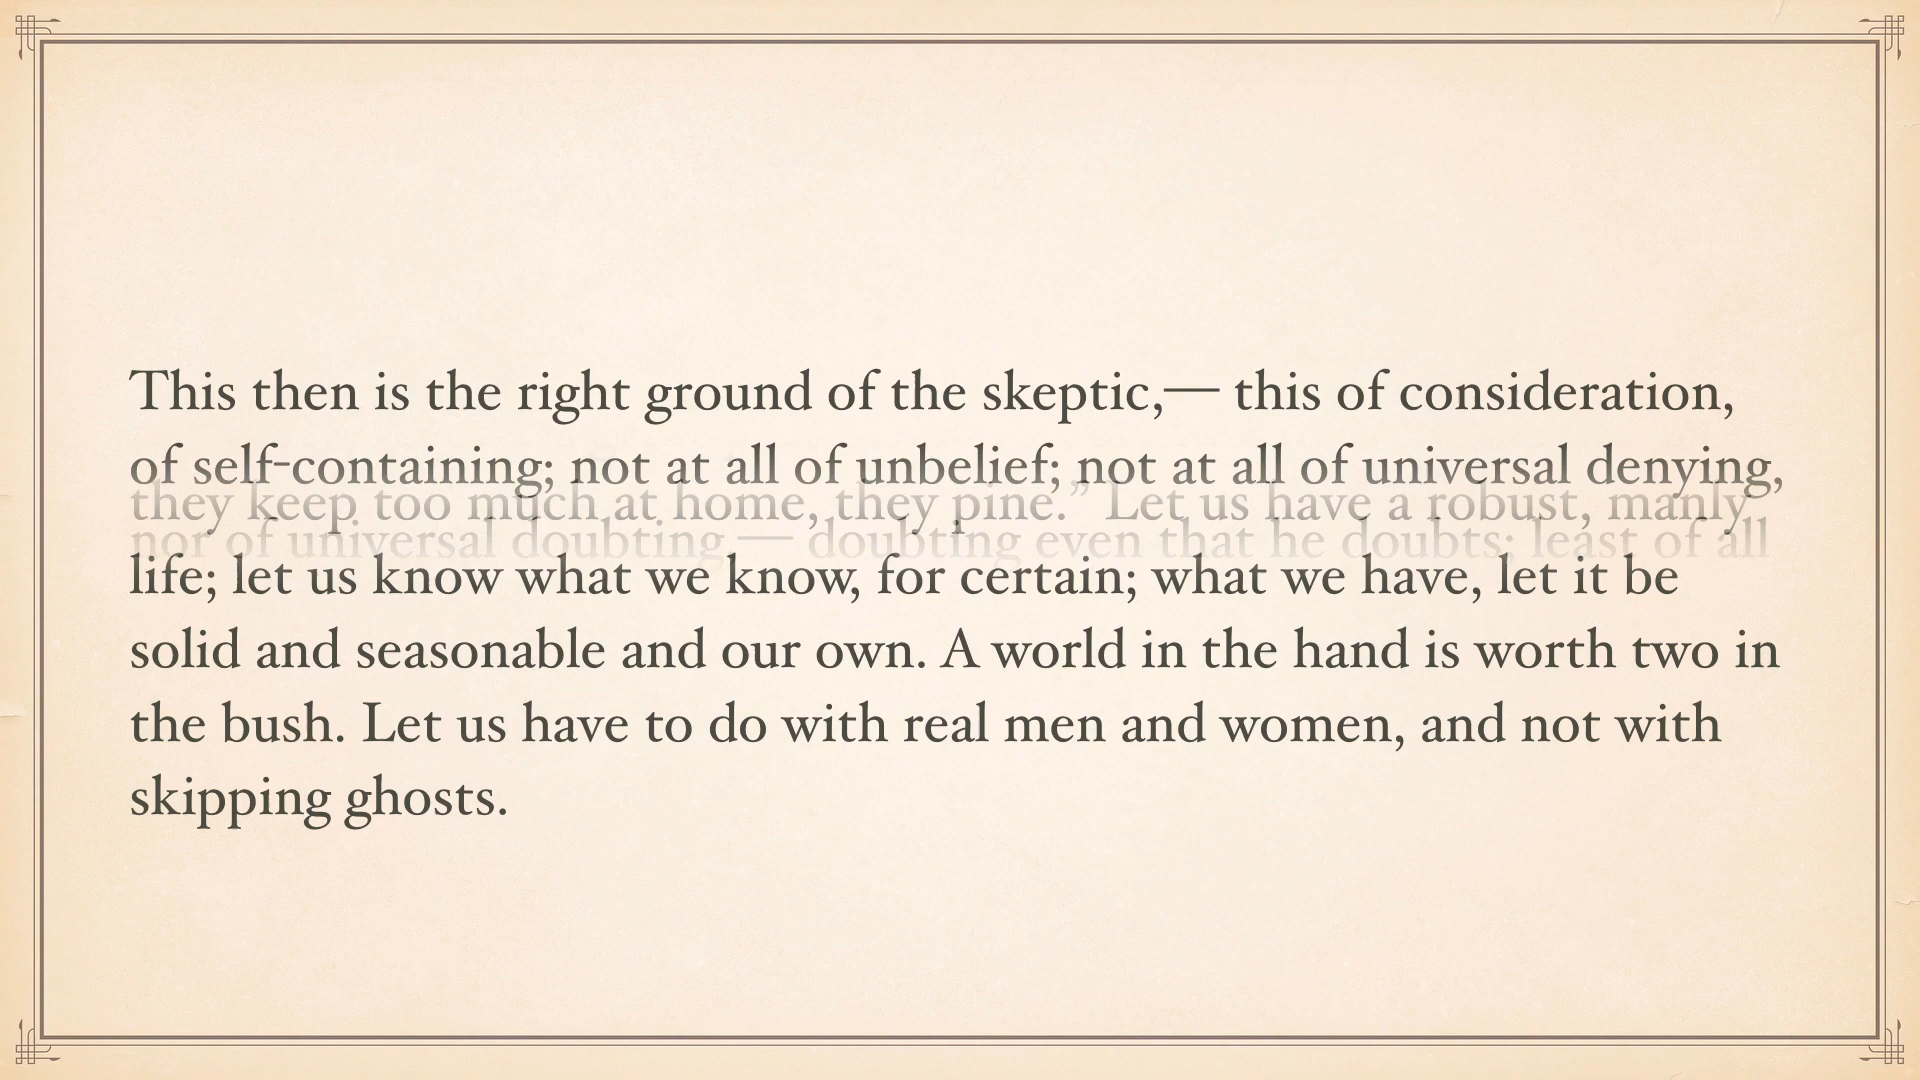 This then is the right ground of the skeptic,— this of consideration,
of self-containing; not at all of unbelief; not at all of universal denying,
they keep too much at home, they pine.” Let us have a robust, manly
nor of universal doubting — doubting even that he doubts; least of all
life; let us know what we know, for certain; what we have, let it be
solid and seasonable and our own. A world in the hand is worth two in
the bush. Let us have to do with real men and women, and not with
skipping ghosts.